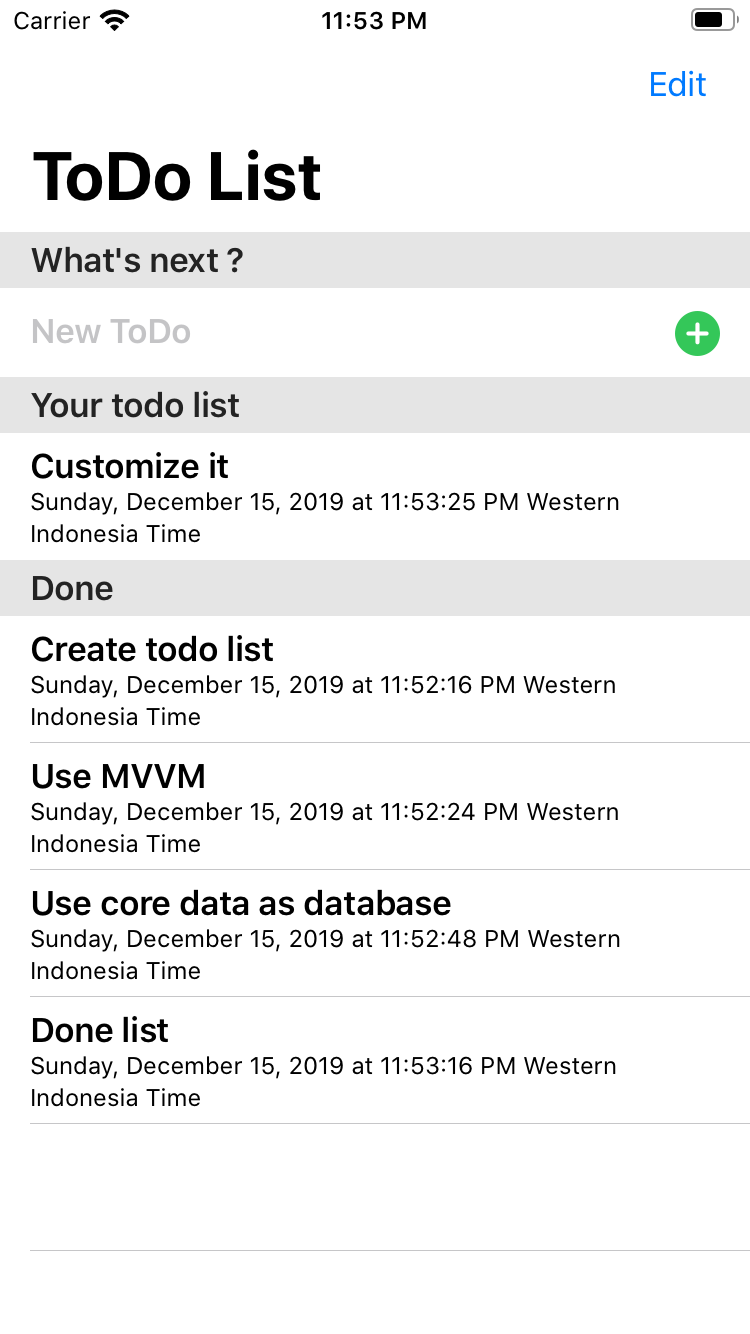 Carrier 11:53 PM
Edit
ToDo List
What's next ?
New ToDo
Your todo list
Customize it
Sunday, December 15, 2019 at 11:53:25 PM Western
Indonesia Time
Done
Create todo list
Sunday, December 15, 2019 at 11:52:16 PM Western
Indonesia Time
Use MVVM
Sunday, December 15, 2019 at 11:52:24 PM Western
Indonesia Time
Use core data as database
Sunday, December 15, 2019 at 11:52:48 PM Western
Indonesia Time
Done list
Sunday, December 15, 2019 at 11:53:16 PM Western
Indonesia Time